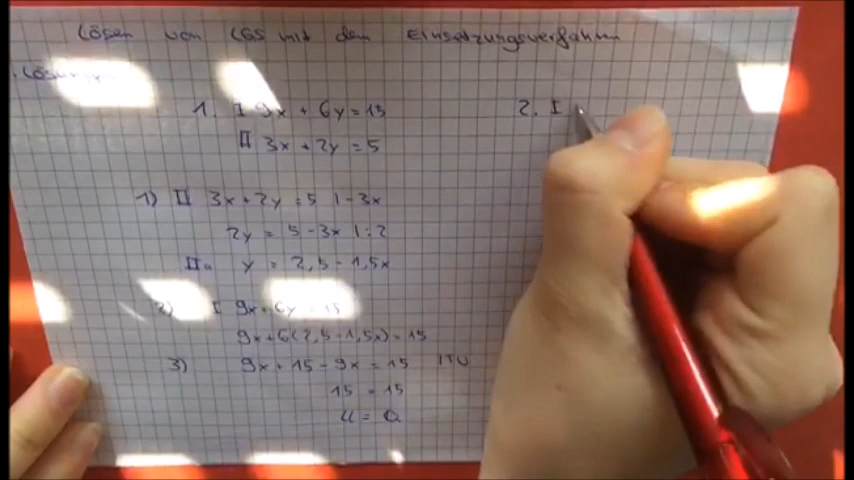 Lösen von LGS mit dem Einsetzungsverfahren
Lösungen
1. I 9x + 6y = 15
II 3x + 2y = 5
1) II 3x + 2y = 5 | -3x
2y = 5 - 3x | :2
y = 2,5 - 1,5x
2) I 9x + 6y = 15
9x + 6(2,5 - 1,5x) = 15
3) 9x + 15 - 9x = 15 | TU
15 = 15
2. I